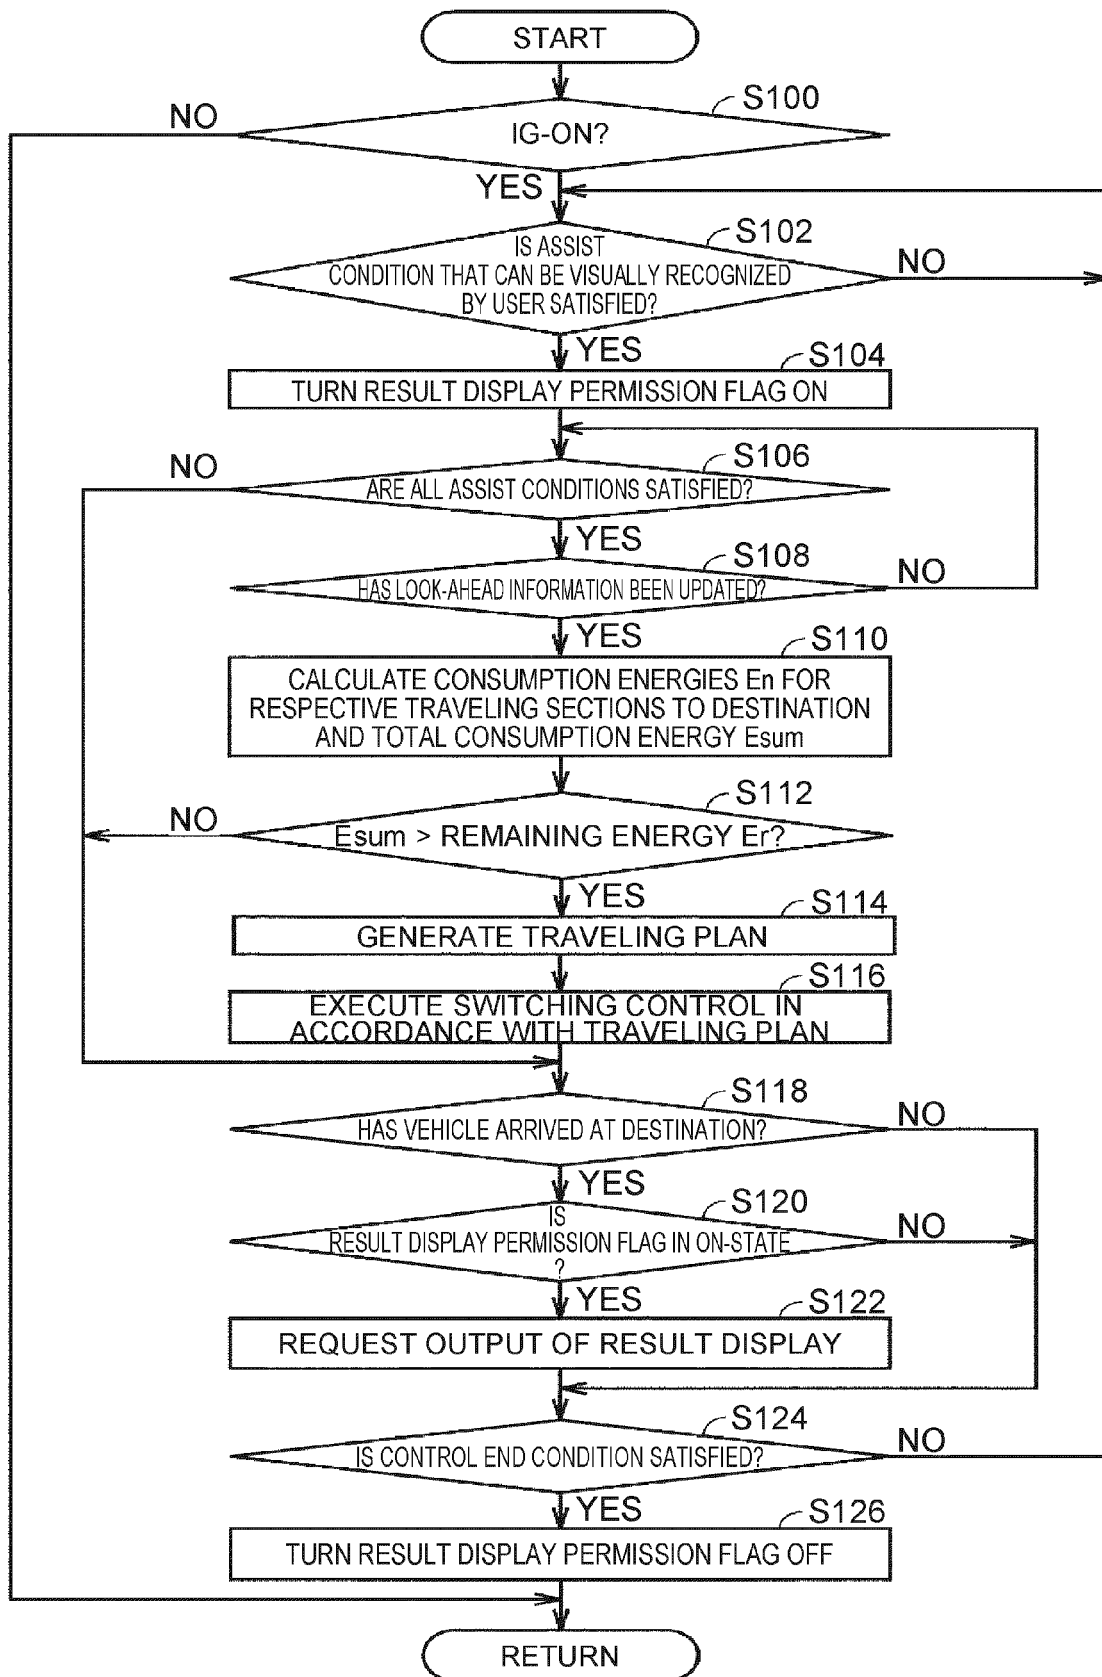 START
S100
NO
IG-ON?
YES
S102
IS ASSIST
CONDITION THAT CAN BE VISUALLY RECOGNIZED
BY USER SATISFIED?
NO
YES
S104
TURN RESULT DISPLAY PERMISSION FLAG ON
S106
NO
ARE ALL ASSIST CONDITIONS SATISFIED?
YES
S108
HAS LOOK-AHEAD INFORMATION BEEN UPDATED?
NO
YES
S110
CALCULATE CONSUMPTION ENERGIES En FOR
RESPECTIVE TRAVELING SECTIONS TO DESTINATION
AND TOTAL CONSUMPTION ENERGY Esum
S112
NO
Esum > REMAINING ENERGY Er?
YES
S114
GENERATE TRAVELING PLAN
S116
EXECUTE SWITCHING CONTROL IN
ACCORDANCE WITH TRAVELING PLAN
S118
HAS VEHICLE ARRIVED AT DESTINATION?
NO
YES
S120
IS
RESULT DISPLAY PERMISSION FLAG IN ON-STATE
?
NO
YES
S122
REQUEST OUTPUT OF RESULT DISPLAY
S124
IS CONTROL END CONDITION SATISFIED?
NO
YES
S126
TURN RESULT DISPLAY PERMISSION FLAG OFF
RETURN